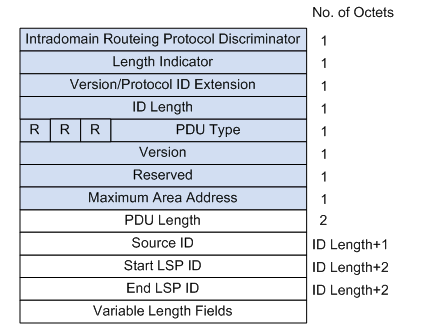 No. of Octets
Intradomain Routeing Protocol Discriminator 1
Length Indicator 1
Version/Protocol ID Extension 1
ID Length 1
R R R PDU Type 1
Version 1
Reserved 1
Maximum Area Address 1
PDU Length 2
Source ID ID Length+1
Start LSP ID ID Length+2
End LSP ID ID Length+2
Variable Length Fields